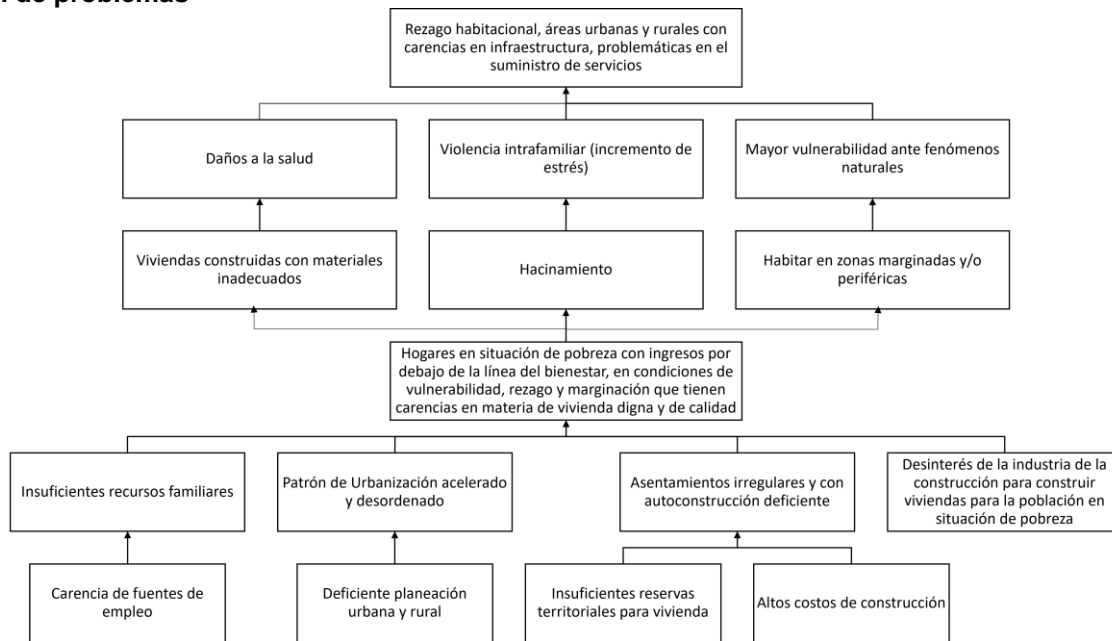 de problemas
Rezago habitacional, áreas urbanas y rurales con
carencias en infraestructura, problemáticas en el
suministro de servicios
Daños a la salud
Violencia intrafamiliar (incremento de
estrés)
Mayor vulnerabilidad ante fenómenos
naturales
Viviendas construidas con materiales
inadecuados
Hacinamiento
Habitar en zonas marginadas y/o
periféricas
Hogares en situación de pobreza con ingresos por
debajo de la línea del bienestar, en condiciones de
vulnerabilidad, rezago y marginación que tienen
carencias en materia de vivienda digna y de calidad
Insuficientes recursos familiares
Patrón de Urbanización acelerado
y desordenado
Asentamientos irregulares y con
autoconstrucción deficiente
Desinterés de la industria de la
construcción para construir
viviendas para la población en
situación de pobreza
Carencia de fuentes de
empleo
Deficiente planeación
urbana y rural
Insuficientes reservas
territoriales para vivienda
Altos costos de construcción